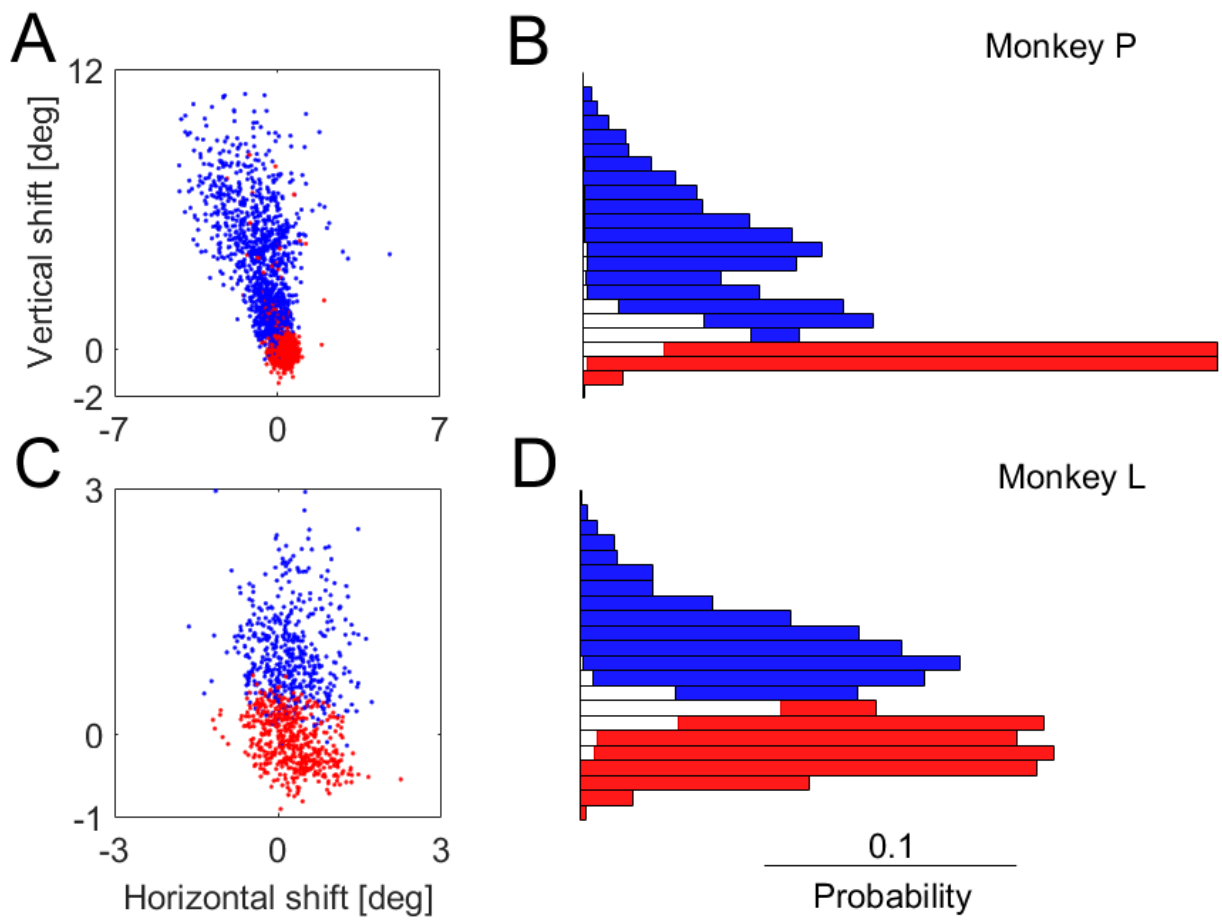 A
B
Monkey P
12
Vertical shift [deg]
0
-2
-7
0
7
C
D
Monkey L
3
0
-1
-3
0
3
0.1
Horizontal shift [deg]
Probability